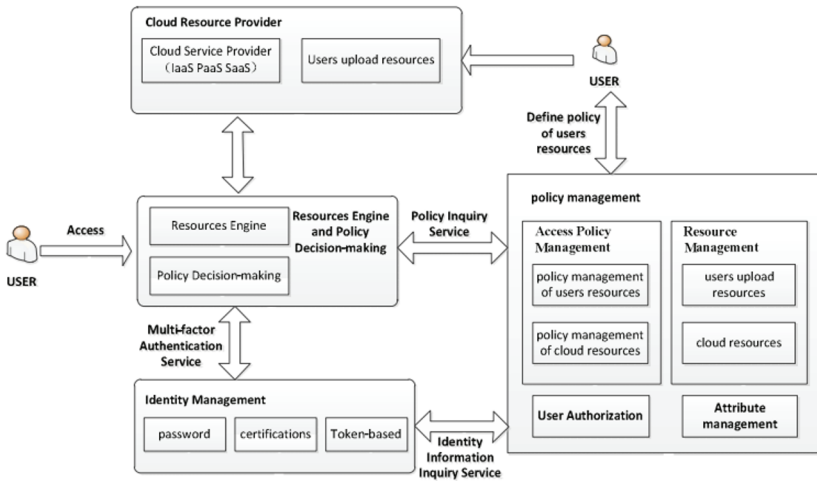 Cloud Resource Provider
Cloud Service Provider
（IaaS PaaS SaaS）
Users upload resources
USER
Define policy
of users
resources
policy management
Access Policy
Management
policy management
of users resources
policy management
of cloud resources
Resource
Management
users upload
resources
cloud resources
User Authorization
Attribute
management
USER
Access
Resources Engine
Policy Decision-making
Resources Engine
and Policy
Decision-making
Policy Inquiry
Service
Multi-factor
Authentication
Service
Identity Management
password
certifications
Token-based
Identity
Information
Inquiry Service